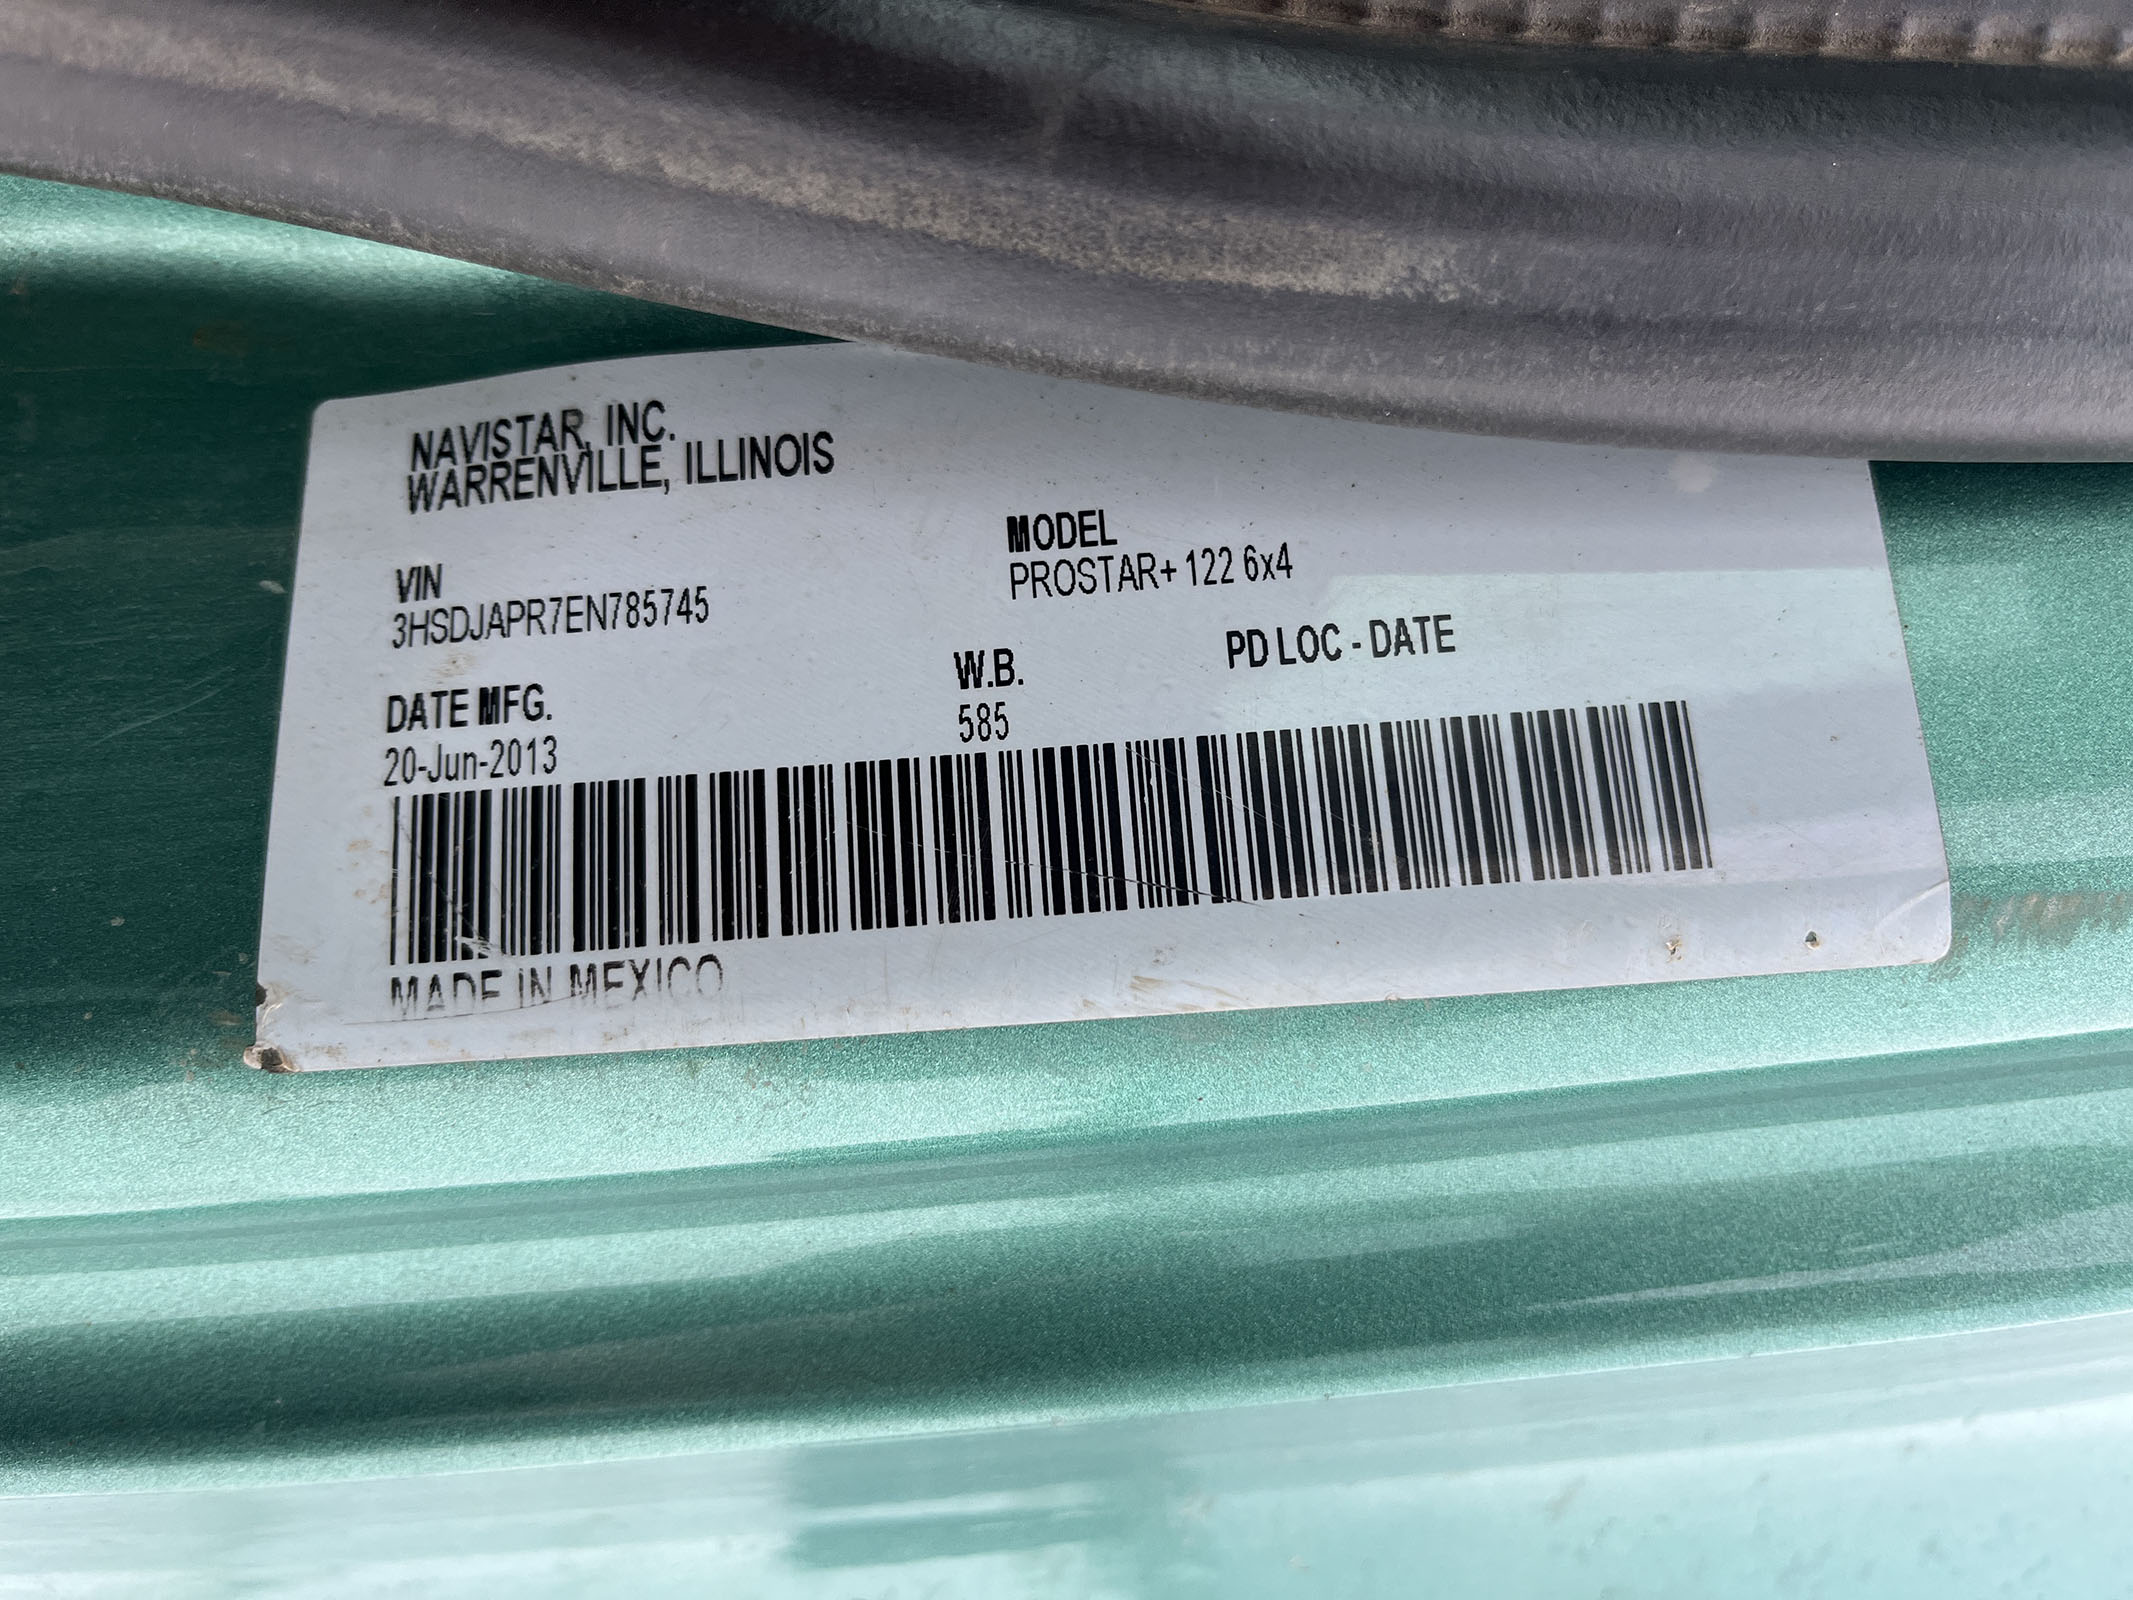 NAVISTAR, INC.
WARRENVILLE, ILLINOIS
VIN
3HSDJAPR7EN785745
MODEL
PROSTAR+ 122 6x4
DATE MFG.
20-Jun-2013
W.B.
585
PD LOC - DATE
MADE IN MEXICO